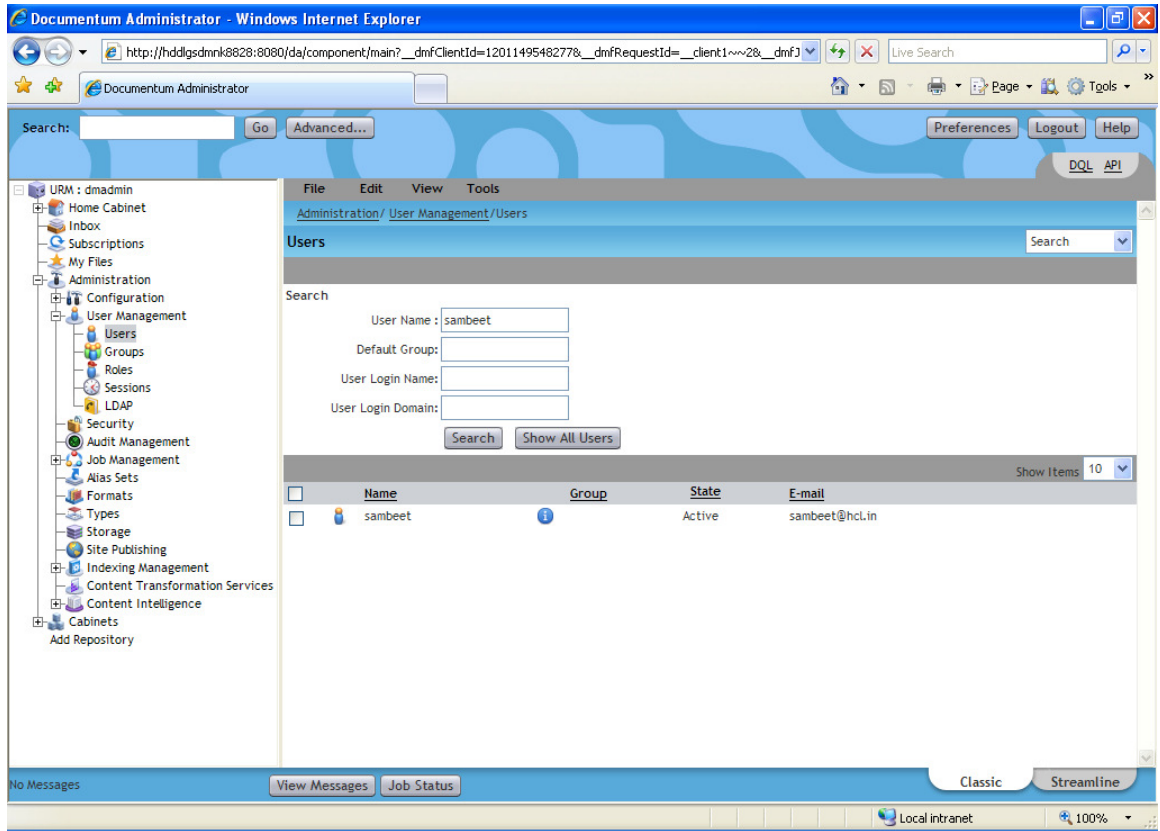 Documentum Administrator - Windows Internet Explorer
http://hddlgsdmnk8828:8080/da/component/main?__dmfClientId=1201149548277&__dmfRequestId=__client1~~2&__dmfJ
Live Search
Documentum Administrator
Page
Tools
»
Search:
Go
Advanced...
Preferences
Logout
Help
DQL API
URM : dmadmin
Home Cabinet
Inbox
Subscriptions
My Files
Administration
Configuration
User Management
Users
Groups
Roles
Sessions
LDAP
Security
Audit Management
Job Management
Alias Sets
Formats
Types
Storage
Site Publishing
Indexing Management
Content Transformation Services
Content Intelligence
Cabinets
Add Repository
File Edit View Tools
Administration/ User Management/Users
Users
Search
Search
User Name : sambeet
Default Group:
User Login Name:
User Login Domain:
Search
Show All Users
Show Items 10
Name Group State E-mail
sambeet Active sambeet@hcl.in
No Messages
View Messages
Job Status
Classic
Streamline
Local intranet
100%